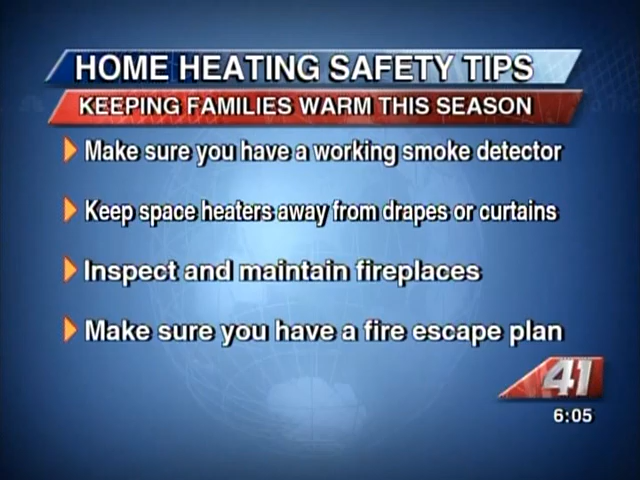 HOME HEATING SAFETY TIPS
KEEPING FAMILIES WARM THIS SEASON
Make sure you have a working smoke detector
Keep space heaters away from drapes or curtains
Inspect and maintain fireplaces
Make sure you have a fire escape plan
41
6:05